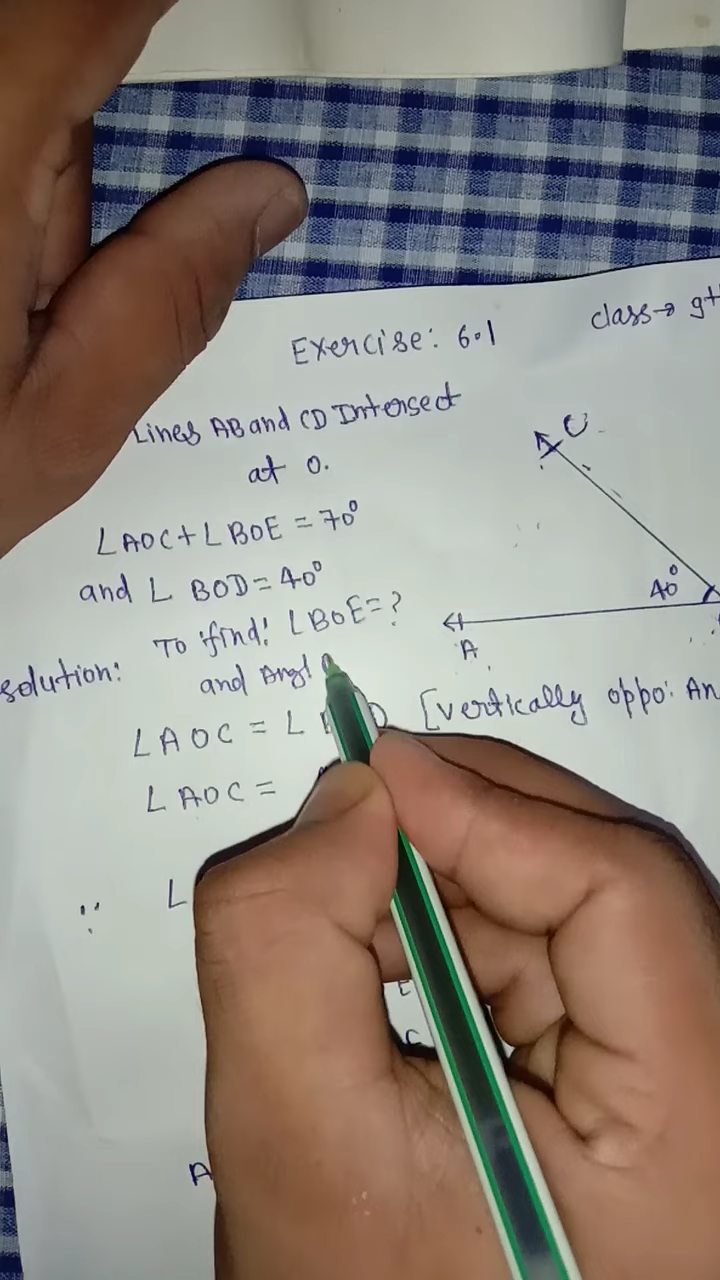 Exercise: 6.1
class → 9th
Lines AB and CD Intersect
at O.
∠AOC + ∠BOE = 70°
and ∠ BOD = 40°
To find: ∠BOE = ?
and Angl
solution:
∠AOC = ∠ D [vertically oppo: An
∠AOC =
∵ ∠
E
C
A
C
40°
A